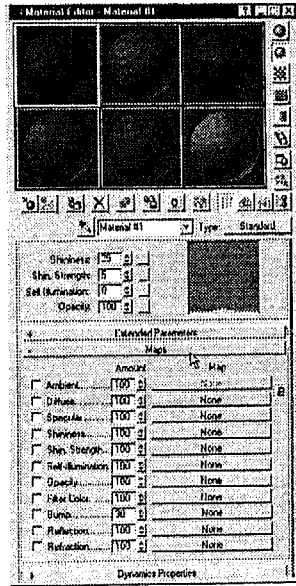 Material Editor - Material #1
Material #1 Type: Standard
Shininess: 25
Shin. Strength: 5
Self Illumination: 0
Opacity: 100
+ Extended Parameters
- Maps
Amount Map
Ambient 100 None
Diffuse 100 None
Specular 100 None
Shininess 100 None
Shin. Strength 100 None
Self-Illumination 100 None
Opacity 100 None
Filter Color 100 None
Bump 30 None
Reflection 100 None
Refraction 100 None
+ Dynamics Properties